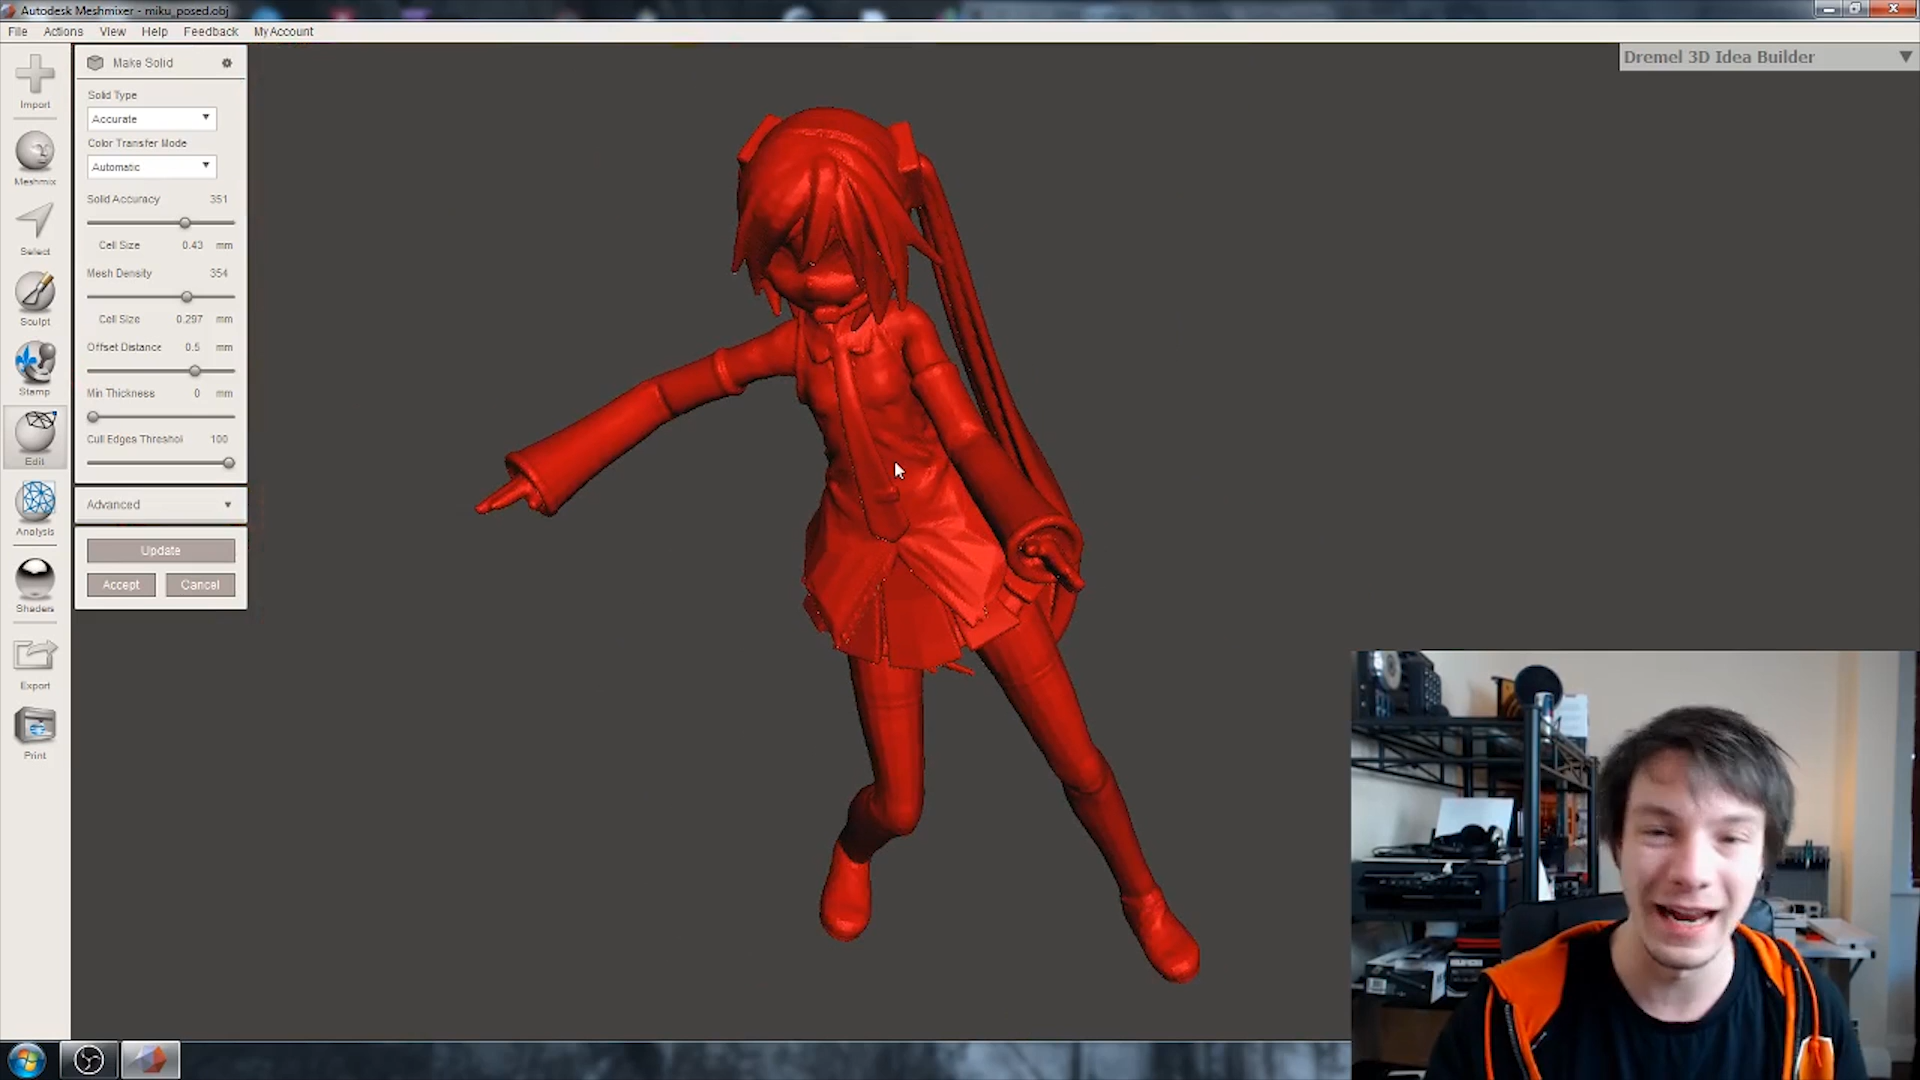 Autodesk Meshmixer - miku_posed.obj
File Actions View Help Feedback MyAccount
Import
Meshmix
Select
Sculpt
Stamp
Edit
Analysis
Shaders
Export
Print
Make Solid
Solid Type
Accurate
Color Transfer Mode
Automatic
Solid Accuracy 351
Cell Size 0.43 mm
Mesh Density 354
Cell Size 0.297 mm
Offset Distance 0.5 mm
Min Thickness 0 mm
Cull Edges Threshol 100
Advanced
Update
Accept Cancel
Dremel 3D Idea Builder